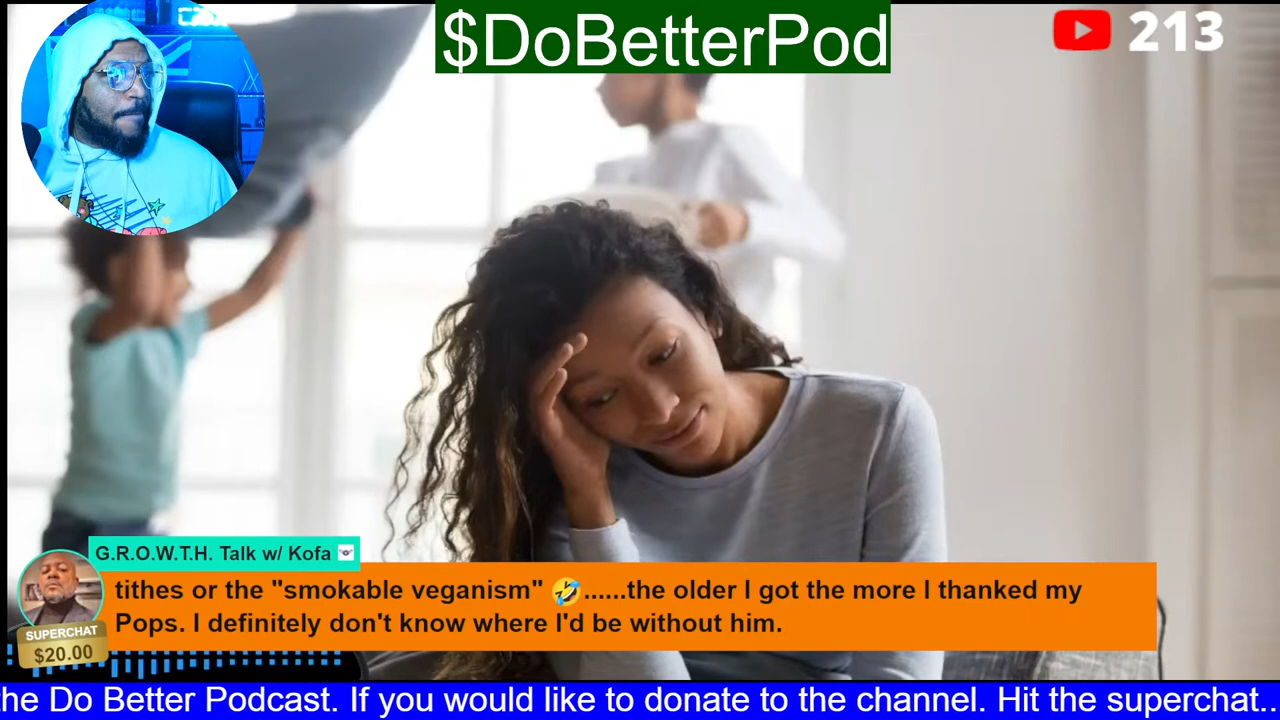 $DoBetterPod
213
G.R.O.W.T.H. Talk w/ Kofa
tithes or the "smokable veganism" 🤣......the older I got the more I thanked my
Pops. I definitely don't know where I'd be without him.
SUPERCHAT
$20.00
he Do Better Podcast. If you would like to donate to the channel. Hit the superchat..